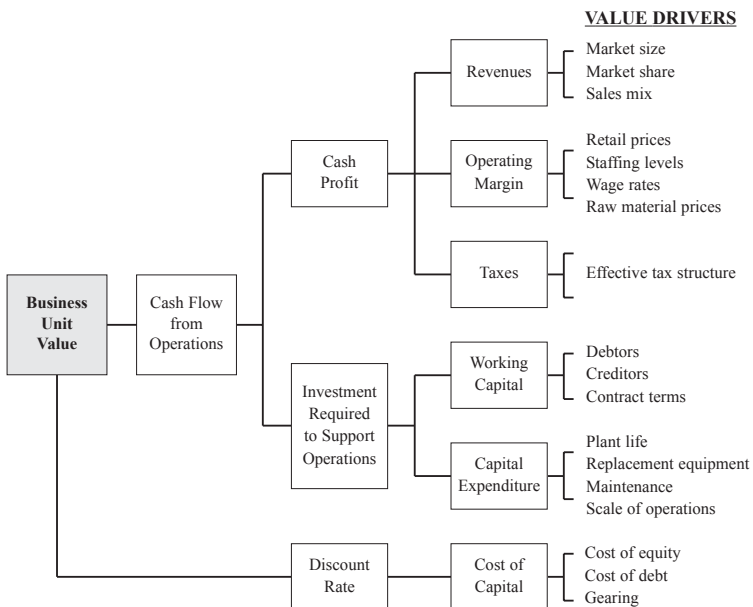 VALUE DRIVERS
Revenues
Market size
Market share
Sales mix
Cash
Profit
Operating
Margin
Retail prices
Staffing levels
Wage rates
Raw material prices
Taxes
Effective tax structure
Business
Unit
Value
Cash Flow
from
Operations
Investment
Required
to Support
Operations
Working
Capital
Debtors
Creditors
Contract terms
Capital
Expenditure
Plant life
Replacement equipment
Maintenance
Scale of operations
Discount
Rate
Cost of
Capital
Cost of equity
Cost of debt
Gearing